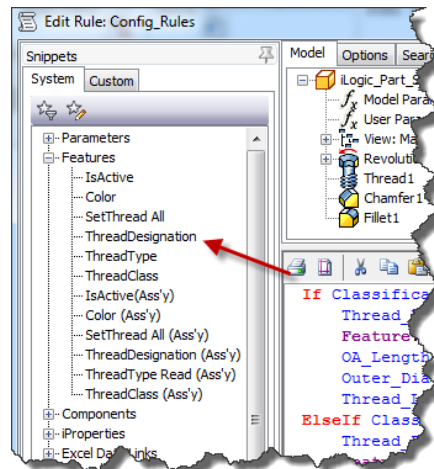 Edit Rule: Config_Rules
Snippets
System Custom
Parameters
Features
IsActive
Color
SetThread All
ThreadDesignation
ThreadType
ThreadClass
IsActive(Ass'y)
Color (Ass'y)
SetThread All (Ass'y)
ThreadDesignation (Ass'y)
ThreadType Read (Ass'y)
ThreadClass (Ass'y)
Components
iProperties
Excel Data Links
Model Options Sear
iLogic_Part_S
Model Para
User Par
View: Ma
Revoluti
Thread1
Chamfer1
Fillet1
If Classifica
Thread_
Feature
OA_Length
Outer_Dia
Thread_
ElseIf Class
Thread_